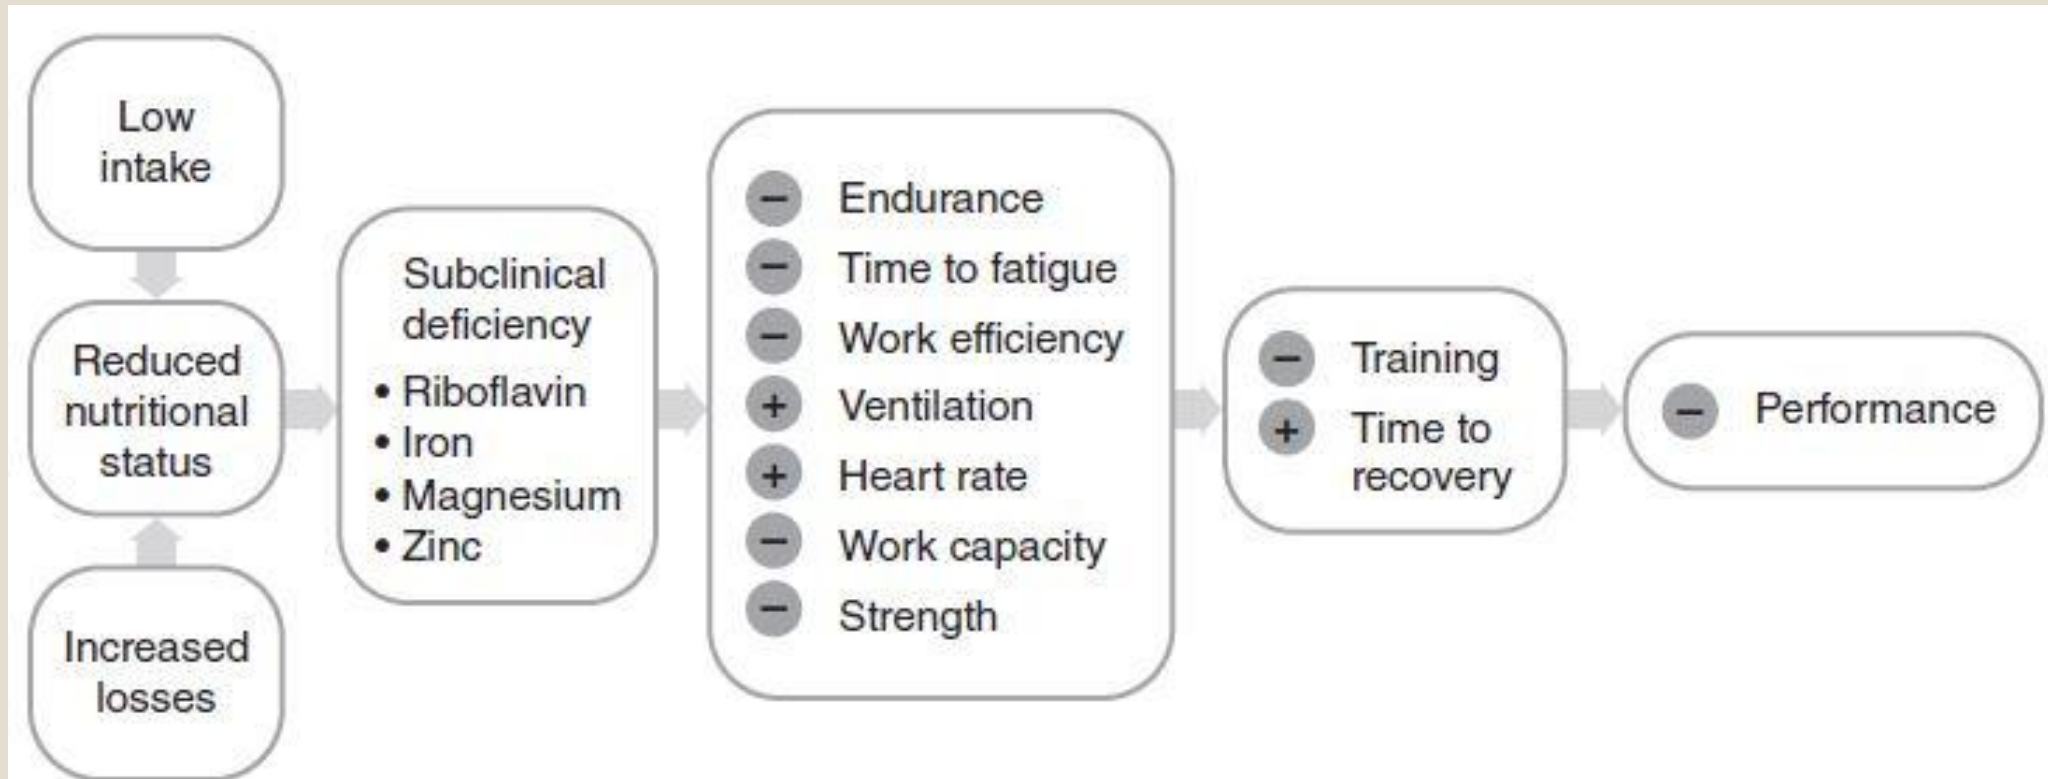 Low
intake
Reduced
nutritional
status
Increased
losses
Subclinical
deficiency
• Riboflavin
• Iron
• Magnesium
• Zinc
− Endurance
− Time to fatigue
− Work efficiency
+ Ventilation
+ Heart rate
− Work capacity
− Strength
− Training
+ Time to
recovery
− Performance